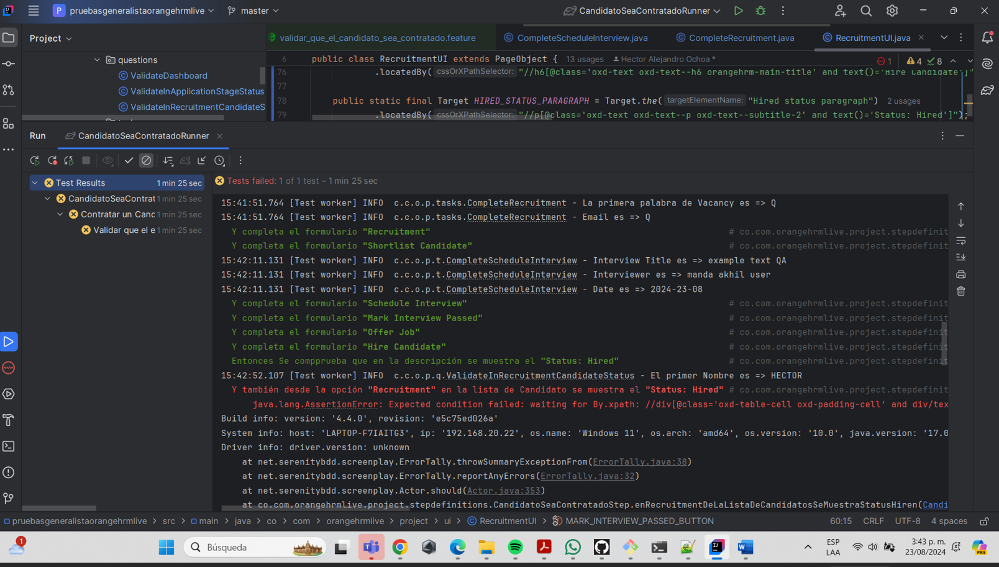 P pruebasgeneralistaorangehrmlive master CandidatoSeaContratadoRunner
Project
validar_que_el_candidato_sea_contratado.feature CompleteScheduleInterview.java CompleteRecruitment.java RecruitmentUI.java
6 public class RecruitmentUI extends PageObject { 13 usages Hector Alejandro Ochoa *
1 4 8
questions
ValidateDashboard
ValidateInApplicationStageStatus
ValidateInRecruitmentCandidateS
76 .locatedBy( cssOrXPathSelector: "//h6[@class='oxd-text oxd-text--h6 orangehrm-main-title' and text()='Hire Candidate']"
77
78 public static final Target HIRED_STATUS_PARAGRAPH = Target.the( targetElementName: "Hired status paragraph") 2 usages
79 .locatedBy( cssOrXPathSelector: "//p[@class='oxd-text oxd-text--p oxd-text--subtitle-2' and text()='Status: Hired']");
Run CandidatoSeaContratadoRunner
Test Results 1 min 25 sec
CandidatoSeaContrat 1 min 25 sec
Contratar un Canc 1 min 25 sec
Validar que el e 1 min 25 sec
Tests failed: 1 of 1 test – 1 min 25 sec
15:41:51.764 [Test worker] INFO c.c.o.p.tasks.CompleteRecruitment - La primera palabra de Vacancy es => Q
15:41:51.764 [Test worker] INFO c.c.o.p.tasks.CompleteRecruitment - Email es => Q
Y completa el formulario "Recruitment" # co.com.orangehrmlive.project.stepdefinit
Y completa el formulario "Shortlist Candidate" # co.com.orangehrmlive.project.stepdefinit
15:42:11.131 [Test worker] INFO c.c.o.p.t.CompleteScheduleInterview - Interview Title es => example text QA
15:42:11.131 [Test worker] INFO c.c.o.p.t.CompleteScheduleInterview - Interviewer es => manda akhil user
15:42:11.131 [Test worker] INFO c.c.o.p.t.CompleteScheduleInterview - Date es => 2024-23-08
Y completa el formulario "Schedule Interview" # co.com.orangehrmlive.project.stepdefinit
Y completa el formulario "Mark Interview Passed" # co.com.orangehrmlive.project.stepdefinit
Y completa el formulario "Offer Job" # co.com.orangehrmlive.project.stepdefinit
Y completa el formulario "Hire Candidate" # co.com.orangehrmlive.project.stepdefinit
Entonces Se compprueba que en la descripción se muestra el "Status: Hired" # co.com.orangehrmlive.project.stepdefinit
15:42:52.107 [Test worker] INFO c.c.o.p.q.ValidateInRecruitmentCandidateStatus - El primer Nombre es => HECTOR
Y también desde la opción "Recruitment" en la lista de Candidato se muestra el "Status: Hired" # co.com.orangehrmlive.project.stepdefinit
java.lang.AssertionError: Expected condition failed: waiting for By.xpath: //div[@class='oxd-table-cell oxd-padding-cell' and div/tex
Build info: version: '4.4.0', revision: 'e5c75ed026a'
System info: host: 'LAPTOP-F7IAITG3', ip: '192.168.20.22', os.name: 'Windows 11', os.arch: 'amd64', os.version: '10.0', java.version: '17.0
Driver info: driver.version: unknown
at net.serenitybdd.screenplay.ErrorTally.throwSummaryExceptionFrom(ErrorTally.java:38)
at net.serenitybdd.screenplay.ErrorTally.reportAnyErrors(ErrorTally.java:32)
at net.serenitybdd.screenplay.Actor.should(Actor.java:353)
at co.com.orangehrmlive.project.stepdefinitions.CandidatoSeaContratadoStep.enRecruitmentDeLaListaDeCandidatosSeMuestraStatusHiren(Candi
pruebasgeneralistaorangehrmlive > src > main > java > co > com > orangehrmlive > project > ui > RecruitmentUI > MARK_INTERVIEW_PASSED_BUTTON 60:15 CRLF UTF-8 4 spaces
1 Búsqueda ESP LAA 3:43 p. m. 23/08/2024 PRE